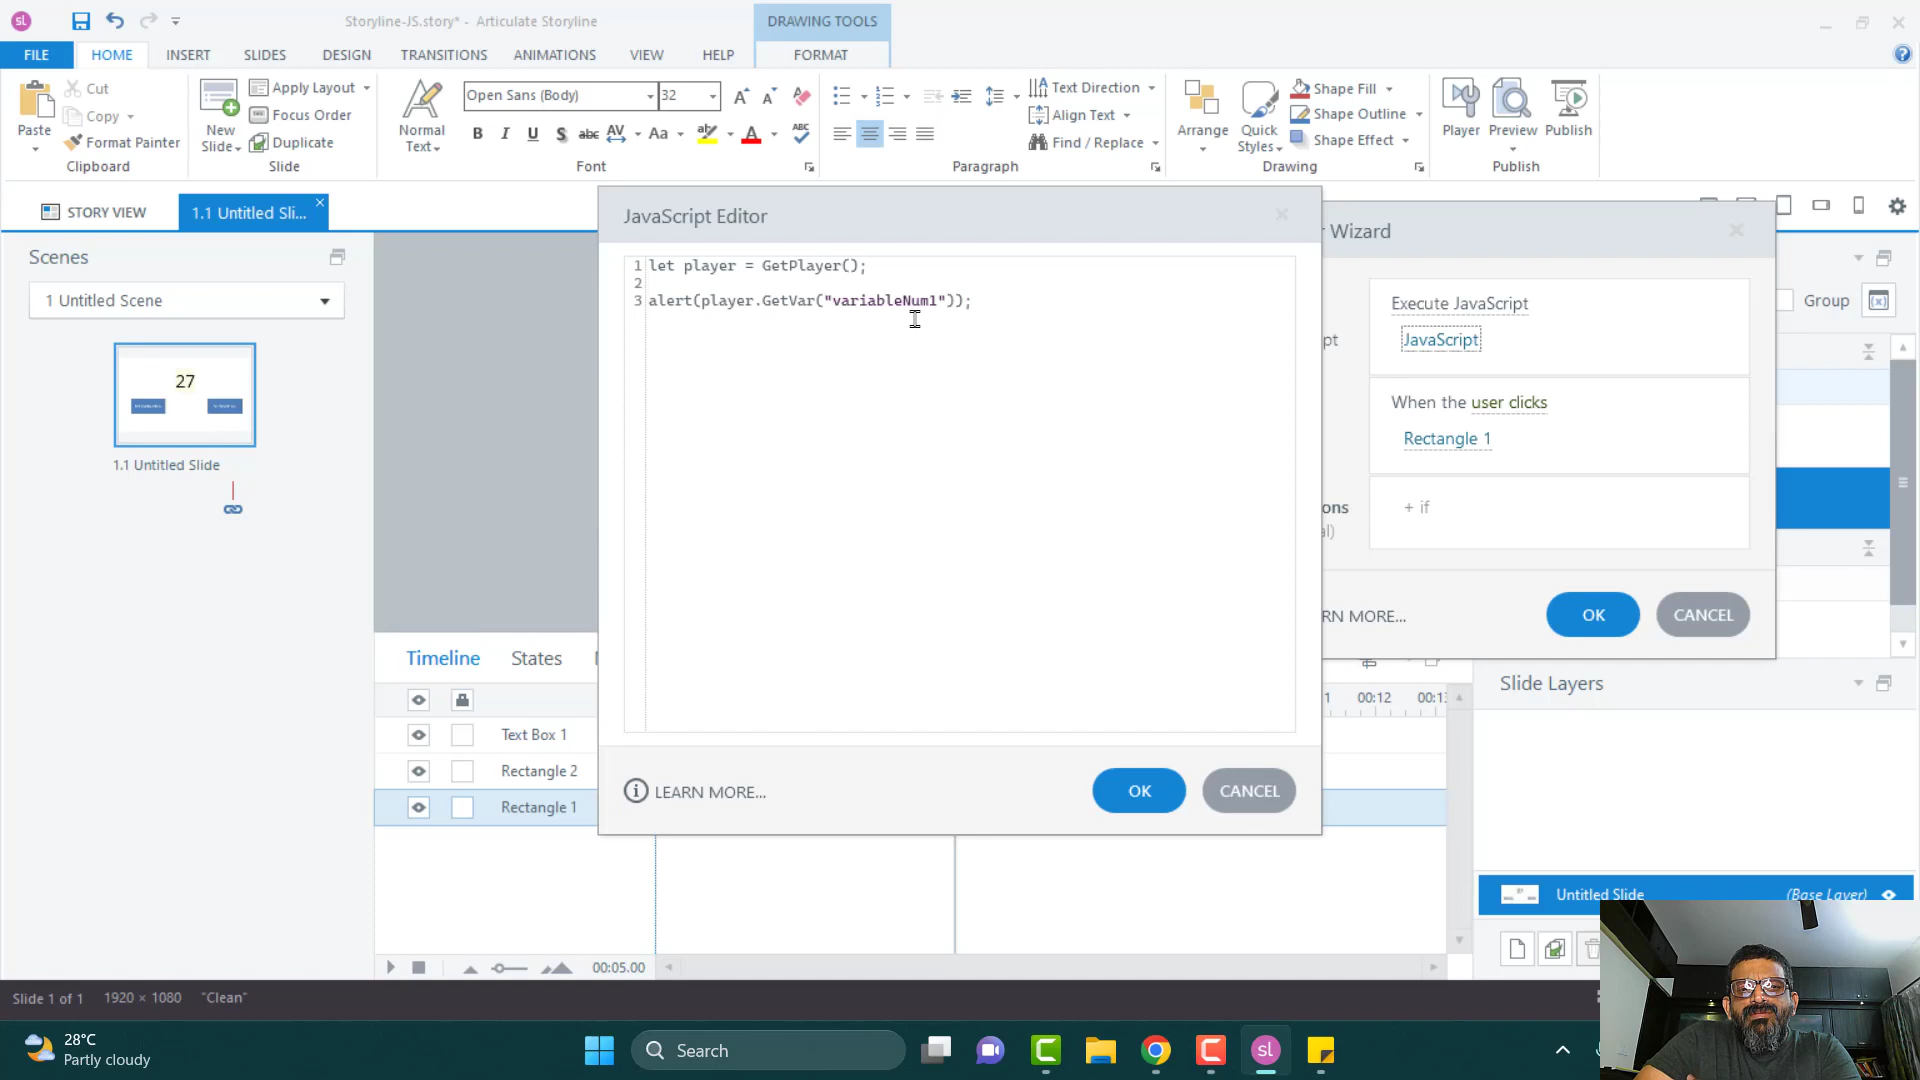 sl
Storyline-JS.story* - Articulate Storyline
DRAWING TOOLS
FILE
HOME
INSERT
SLIDES
DESIGN
TRANSITIONS
ANIMATIONS
VIEW
HELP
FORMAT
Paste
Cut
Copy
Format Painter
Clipboard
New
Slide
Apply Layout
Focus Order
Duplicate
Slide
Normal
Text
Open Sans (Body)
32
B I U S abc AV Aa A ABC
Font
Text Direction
Align Text
Find / Replace
Paragraph
Arrange
Quick
Styles
Shape Fill
Shape Outline
Shape Effect
Drawing
Player
Preview
Publish
Publish
STORY VIEW
1.1 Untitled Sli...
Scenes
1 Untitled Scene
27
1.1 Untitled Slide
JavaScript Editor
1 let player = GetPlayer();
2
3 alert(player.GetVar("variableNum1"));
LEARN MORE...
OK
CANCEL
Wizard
Execute JavaScript
JavaScript
When the user clicks
Rectangle 1
+ if
OK
CANCEL
Group
(x)
Timeline
States
Text Box 1
Rectangle 2
Rectangle 1
00:12
00:05.00
Slide Layers
Untitled Slide
(Base Layer)
Slide 1 of 1
1920 × 1080
"Clean"
28°C
Partly cloudy
Search
sl